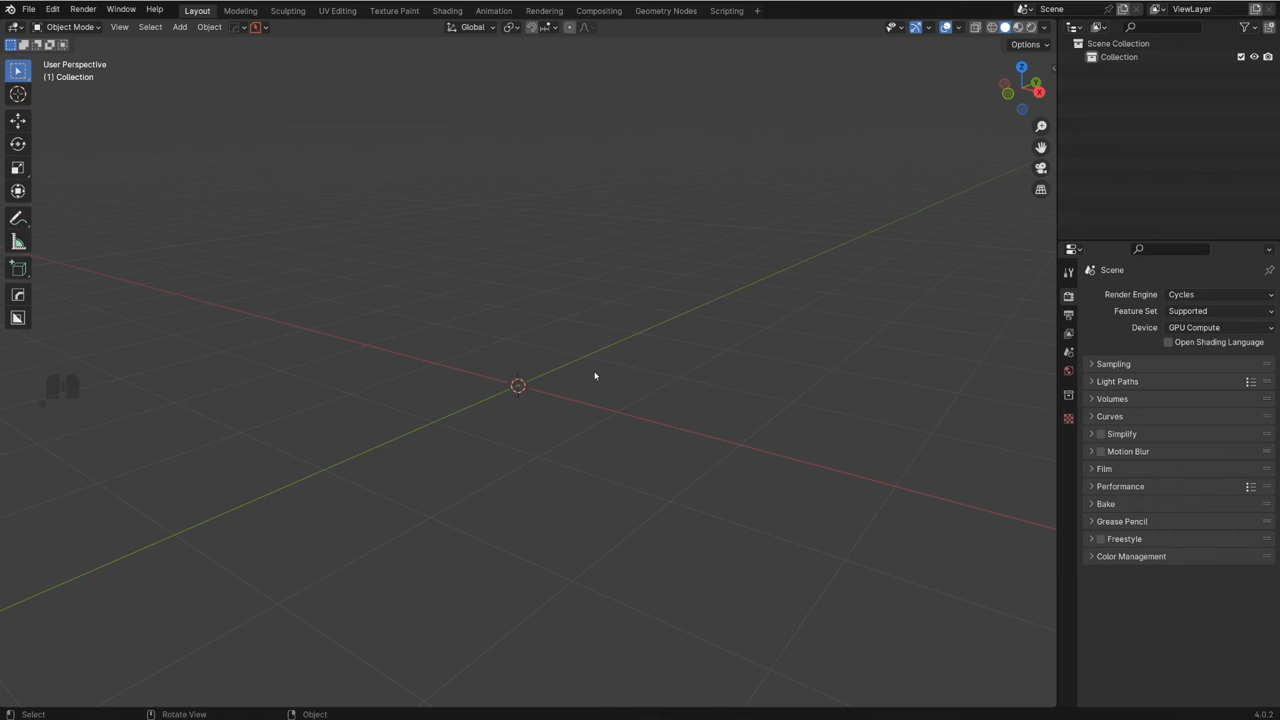 File Edit Render Window Help Layout Modeling Sculpting UV Editing Texture Paint Shading Animation Rendering Compositing Geometry Nodes Scripting + Scene ViewLayer
Object Mode View Select Add Object Global
Options
User Perspective
(1) Collection
Z
Y
X
Scene Collection
Collection
Scene
Render Engine Cycles
Feature Set Supported
Device GPU Compute
Open Shading Language
Sampling
Light Paths
Volumes
Curves
Simplify
Motion Blur
Film
Performance
Bake
Grease Pencil
Freestyle
Color Management
Select Rotate View Object 4.0.2